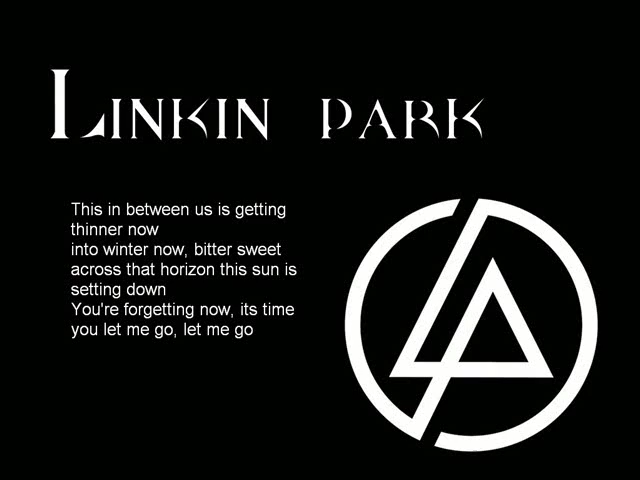 Linkin park
This in between us is getting
thinner now
into winter now, bitter sweet
across that horizon this sun is
setting down
You're forgetting now, its time
you let me go, let me go